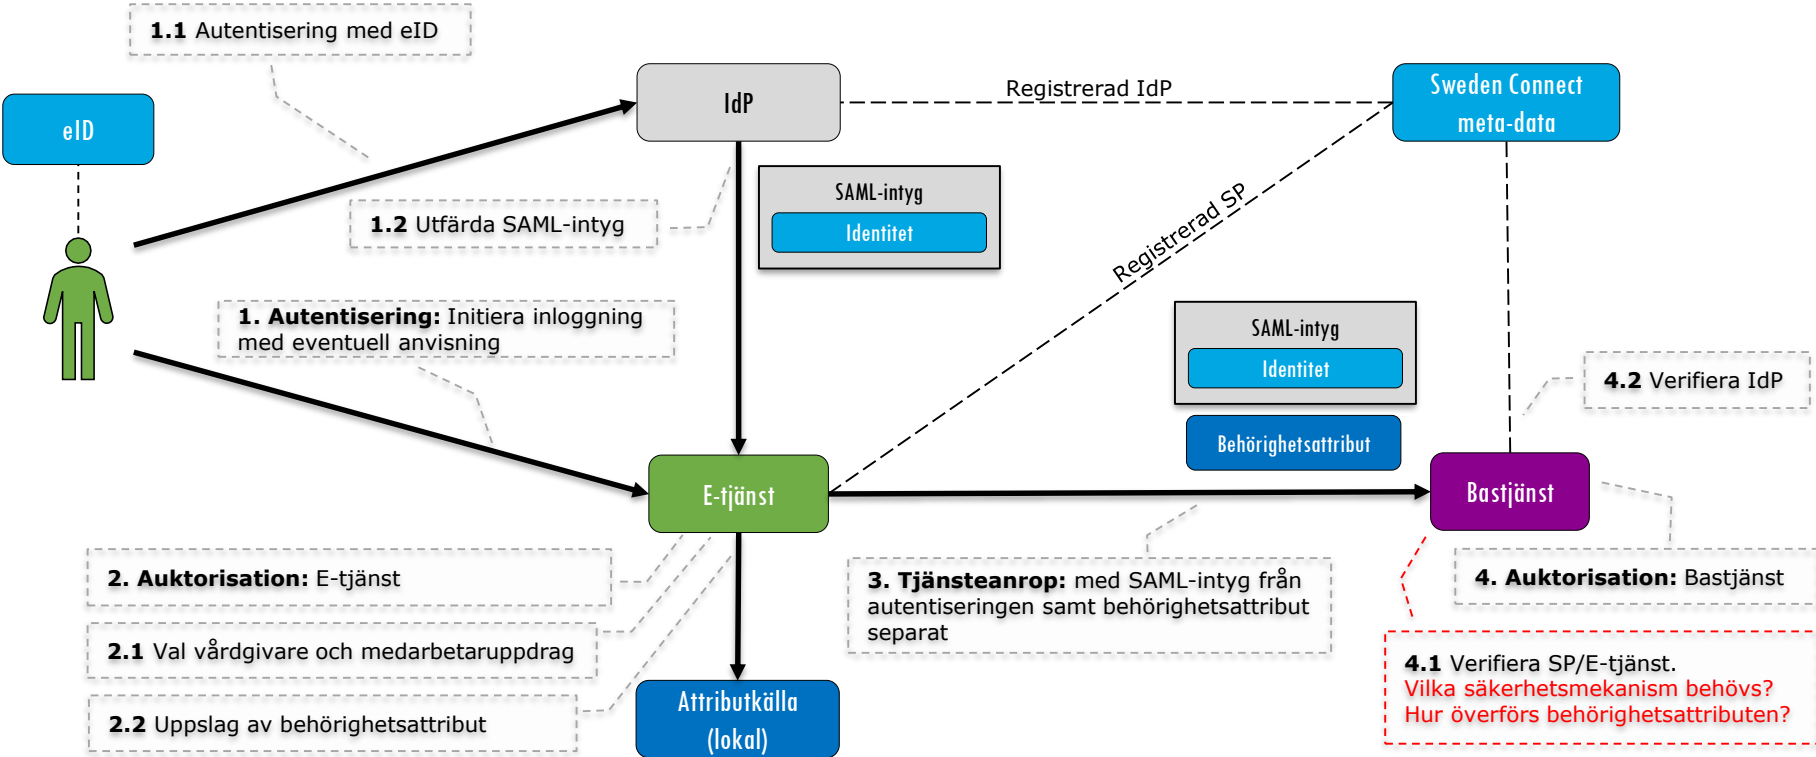 1.1 Autentisering med eID
eID
IdP
Registrerad IdP
Sweden Connect
meta-data
SAML-intyg
Identitet
1.2 Utfärda SAML-intyg
Registrerad SP
1. Autentisering: Initiera inloggning
med eventuell anvisning
SAML-intyg
Identitet
Behörighetsattribut
4.2 Verifiera IdP
E-tjänst
Bastjänst
2. Auktorisation: E-tjänst
2.1 Val vårdgivare och medarbetaruppdrag
2.2 Uppslag av behörighetsattribut
Attributkälla
(lokal)
3. Tjänsteanrop: med SAML-intyg från
autentiseringen samt behörighetsattribut
separat
4. Auktorisation: Bastjänst
4.1 Verifiera SP/E-tjänst.
Vilka säkerhetsmekanism behövs?
Hur överförs behörighetsattributen?